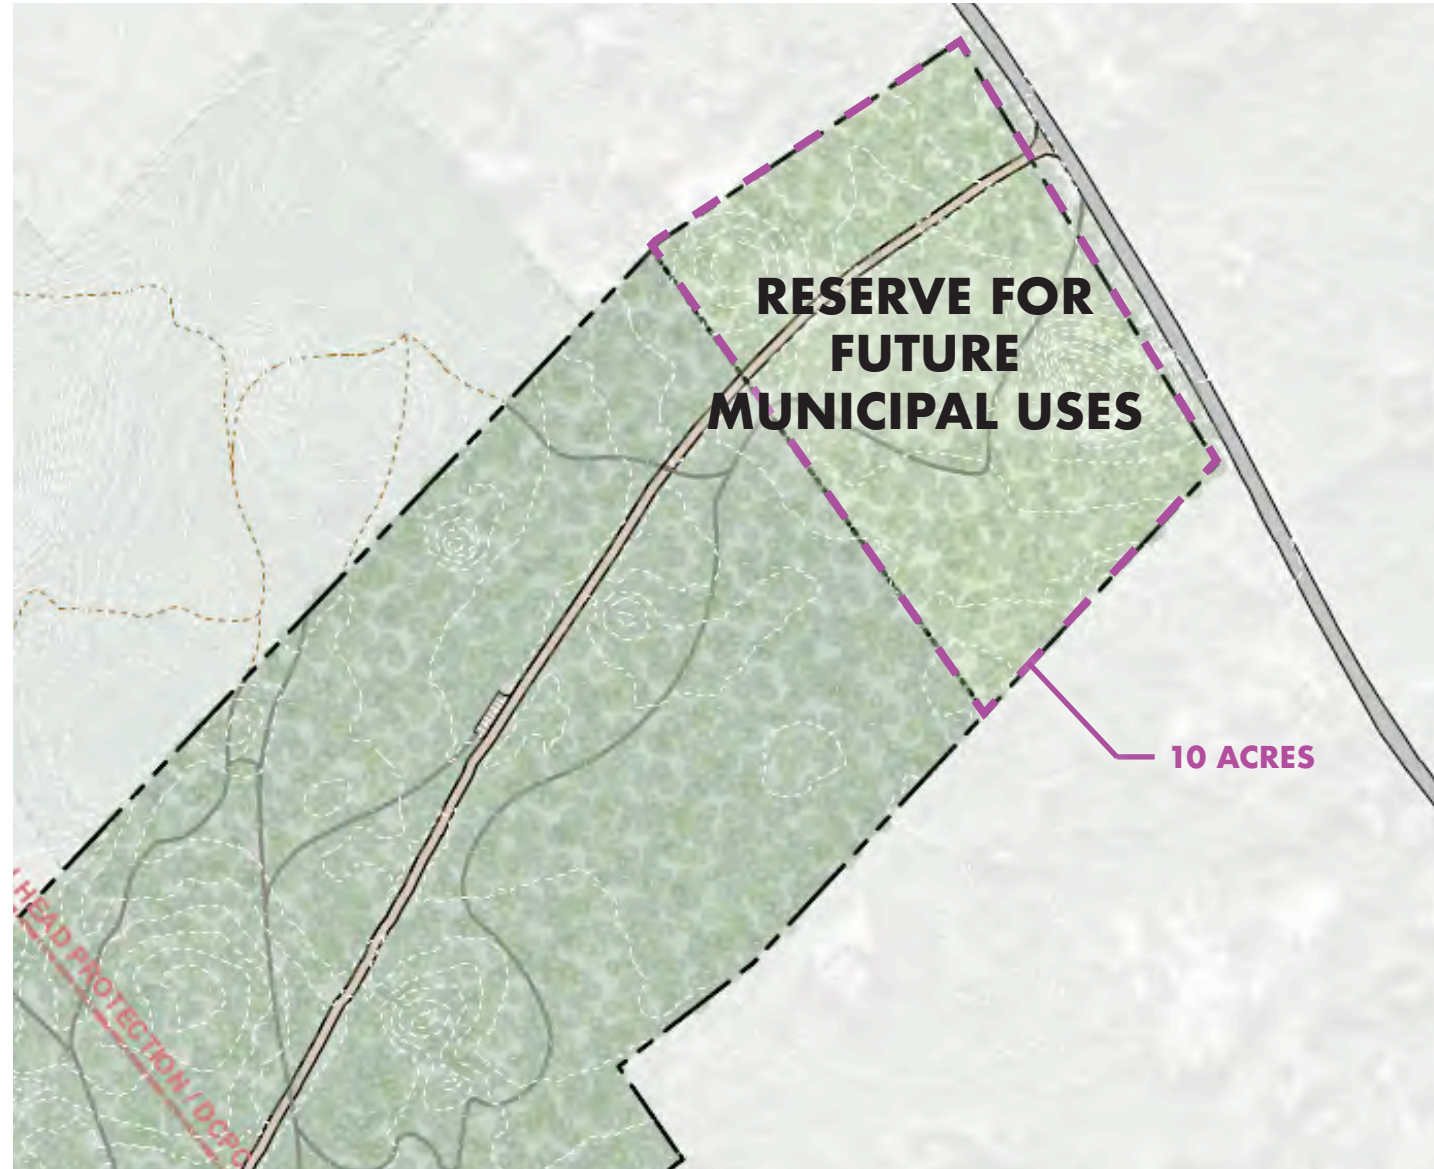 RESERVE FOR
FUTURE
MUNICIPAL USES
10 ACRES
HEAD PROTECTION / DCPC